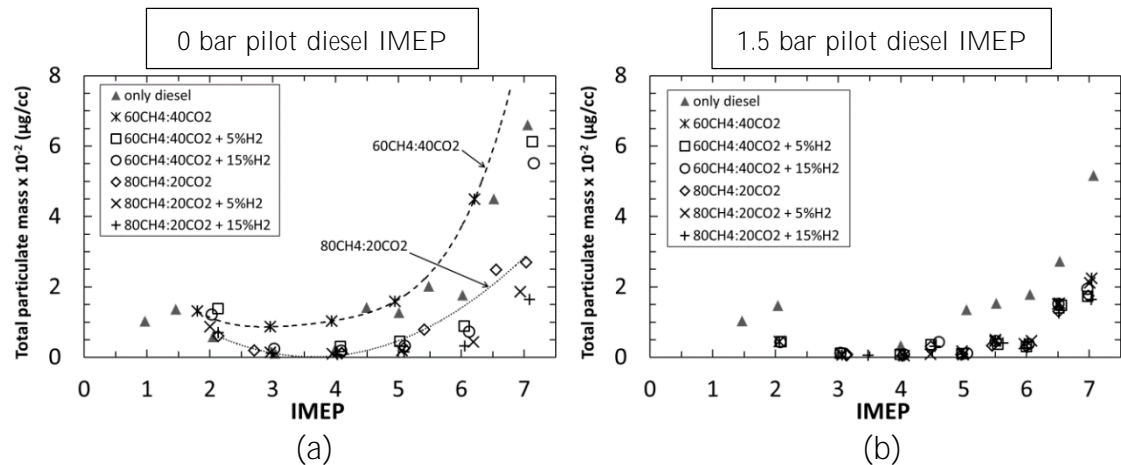 0 bar pilot diesel IMEP
1.5 bar pilot diesel IMEP
Total particulate mass x 10⁻² (µg/cc)
8
6
4
2
0
only diesel
60CH4:40CO2
60CH4:40CO2 + 5%H2
60CH4:40CO2 + 15%H2
80CH4:20CO2
80CH4:20CO2 + 5%H2
80CH4:20CO2 + 15%H2
60CH4:40CO2
80CH4:20CO2
0 1 2 3 4 5 6 7
IMEP
(a)
Total particulate mass x 10⁻² (µg/cc)
8
6
4
2
0
only diesel
60CH4:40CO2
60CH4:40CO2 + 5%H2
60CH4:40CO2 + 15%H2
80CH4:20CO2
80CH4:20CO2 + 5%H2
80CH4:20CO2 + 15%H2
0 1 2 3 4 5 6 7
IMEP
(b)